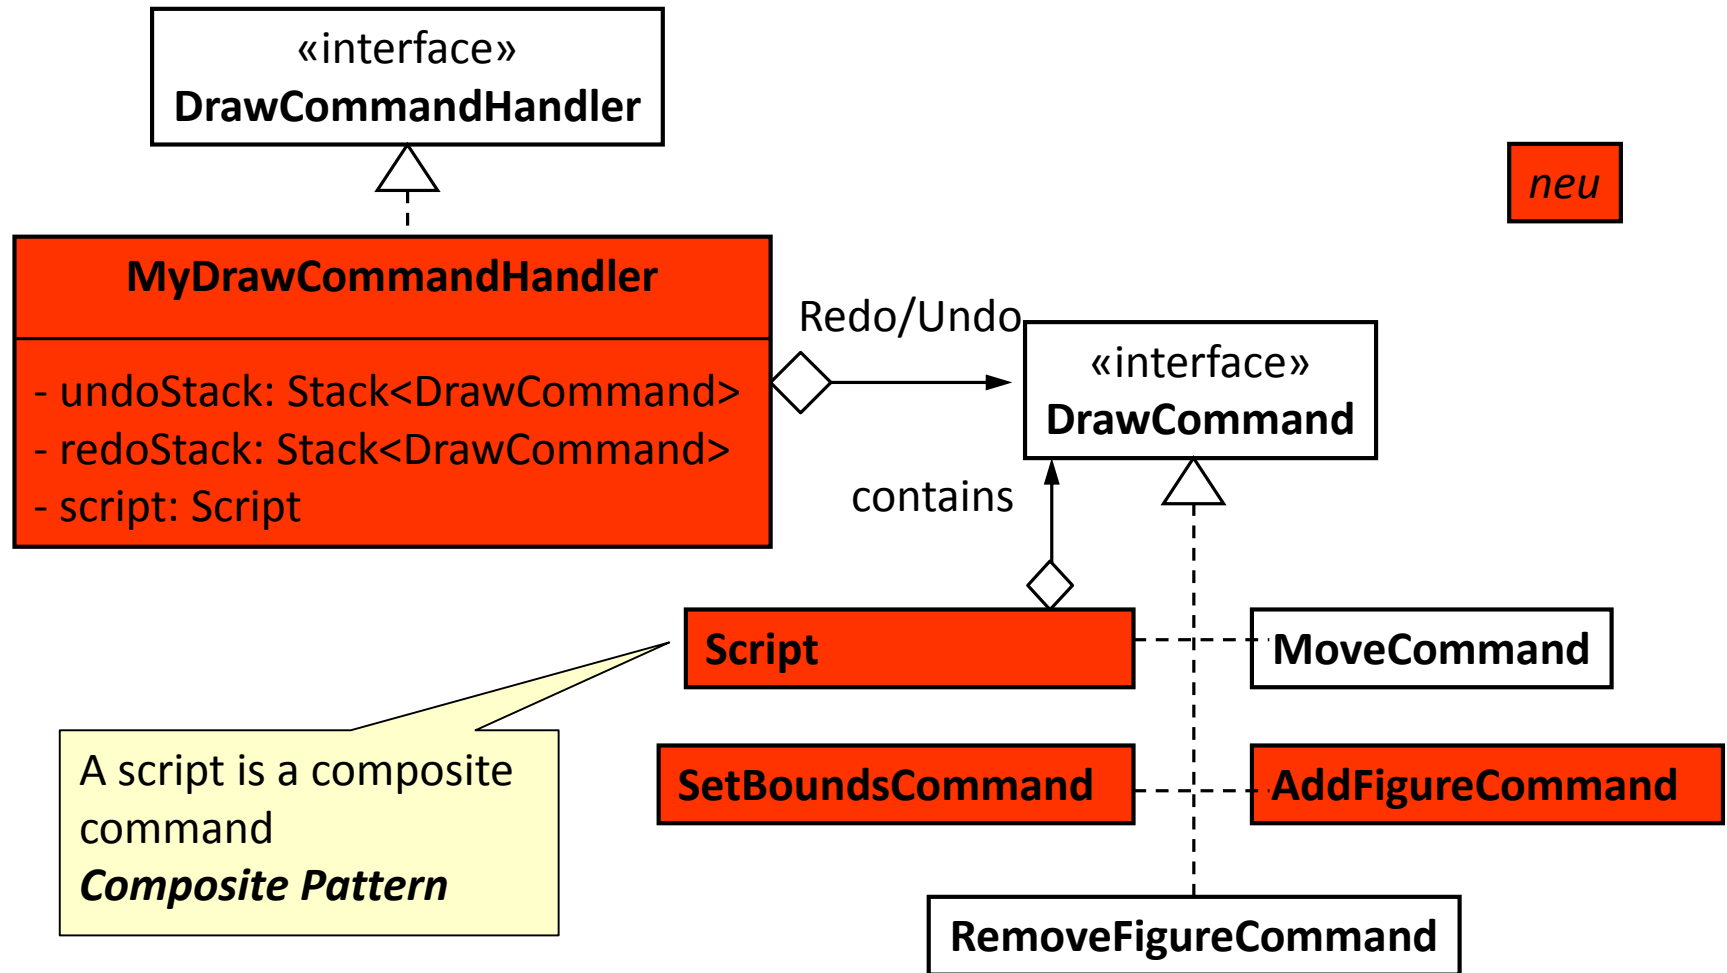 «interface»
DrawCommandHandler
neu
MyDrawCommandHandler
- undoStack: Stack<DrawCommand>
- redoStack: Stack<DrawCommand>
- script: Script
Redo/Undo
«interface»
DrawCommand
contains
Script
MoveCommand
SetBoundsCommand
AddFigureCommand
RemoveFigureCommand
A script is a composite
command
Composite Pattern